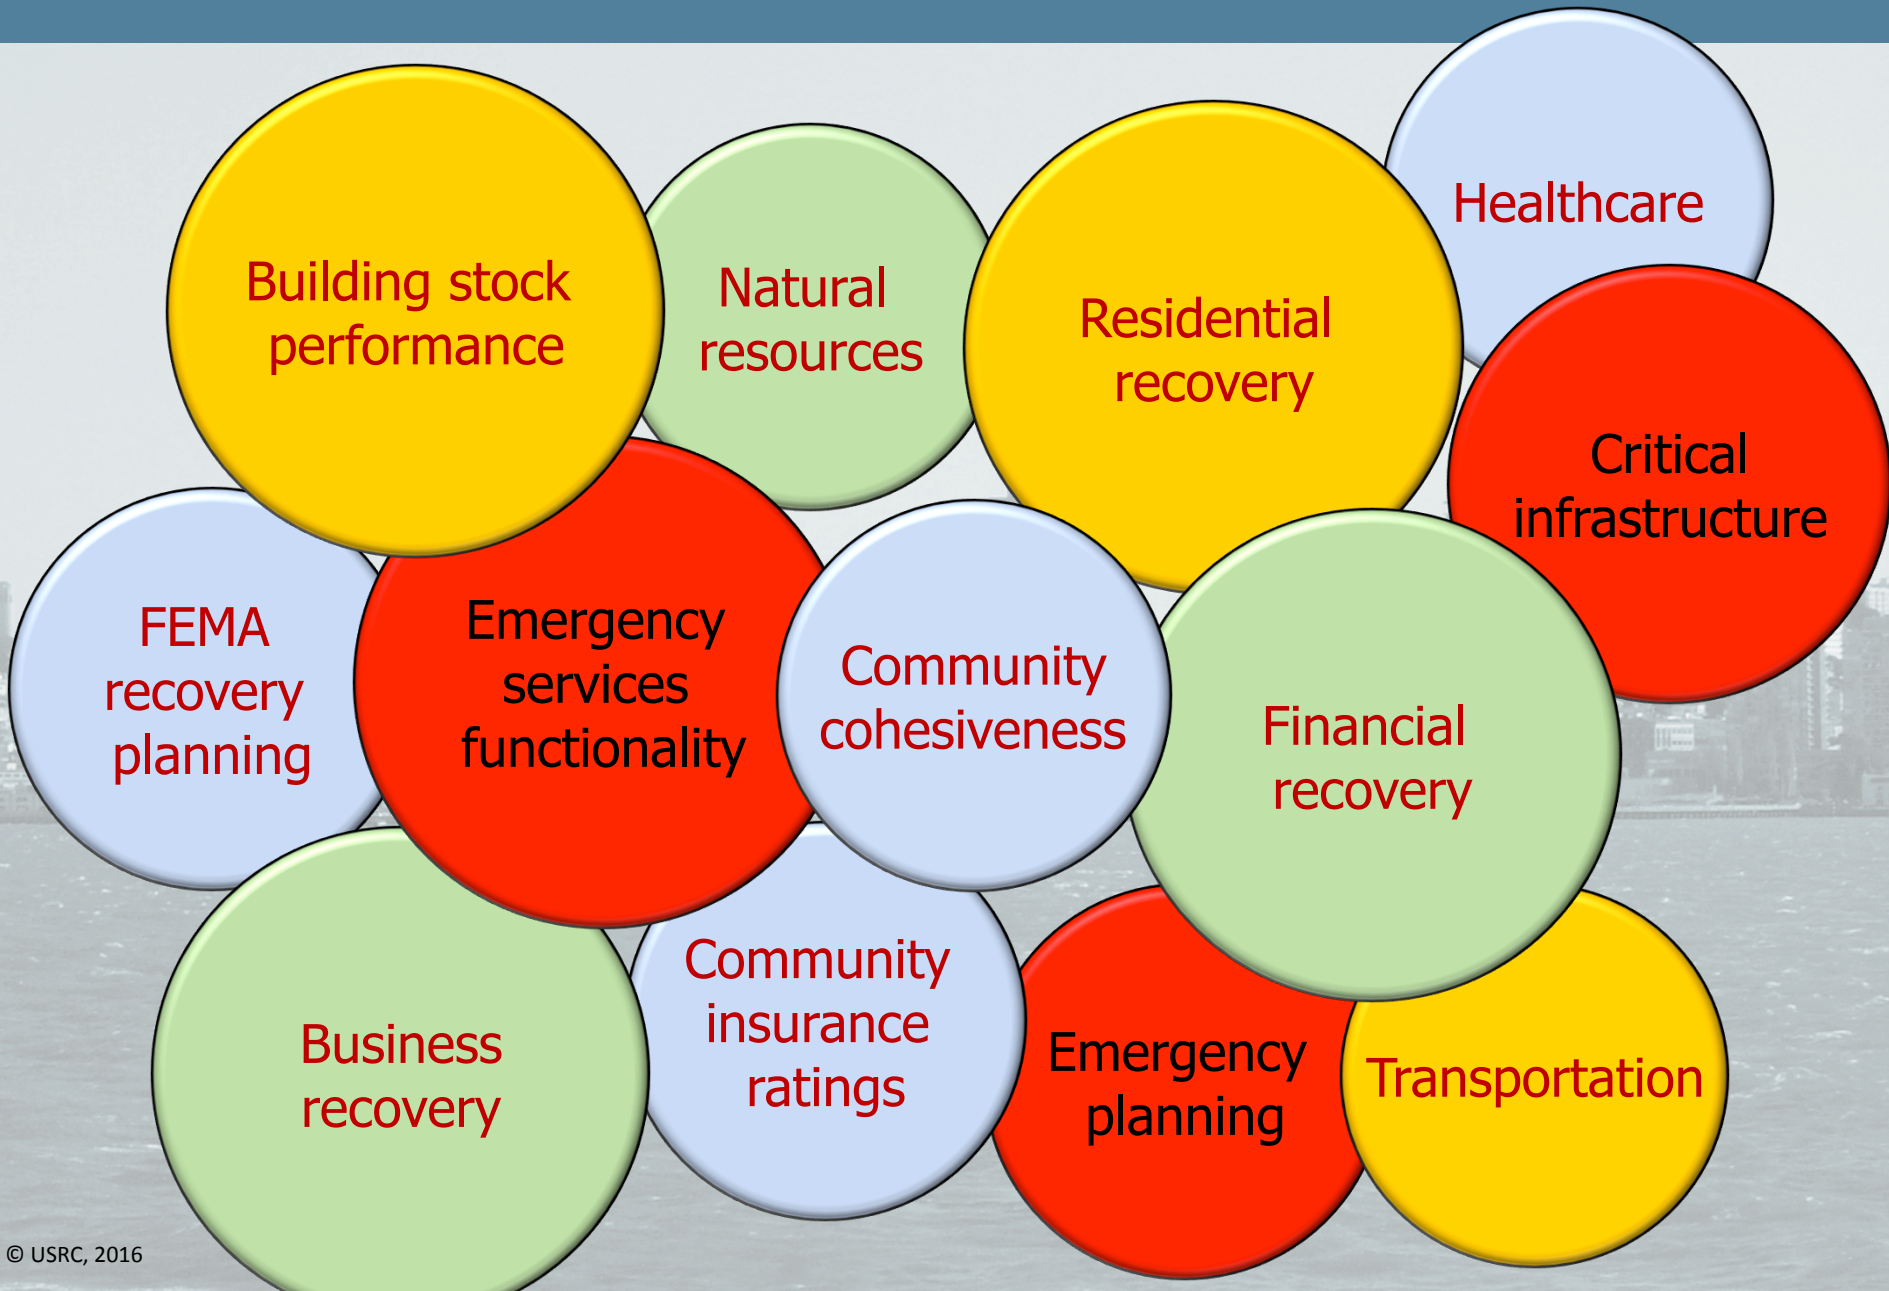 Healthcare
Building stock
performance
Natural
resources
Residential
recovery
Critical
infrastructure
FEMA
recovery
planning
Emergency
services
functionality
Community
cohesiveness
Financial
recovery
Business
recovery
Community
insurance
ratings
Emergency
planning
Transportation
© USRC, 2016